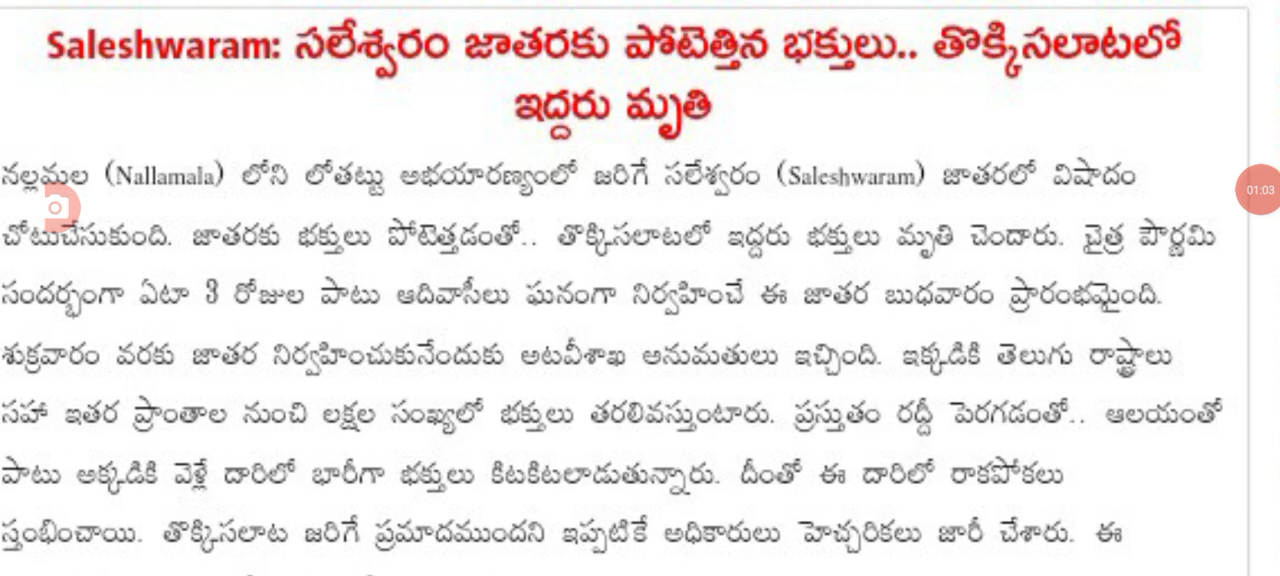 Saleshwaram: సలేశ్వరం జాతరకు పోటెత్తిన భక్తులు.. తొక్కిసలాటలో
ఇద్దరు మృతి
నల్లమల (Nallamala) లోని లోతట్టు అభయారణ్యంలో జరిగే సలేశ్వరం (Saleshwaram) జాతరలో విషాదం
చోటుచేసుకుంది. జాతరకు భక్తులు పోటెత్తడంతో.. తొక్కిసలాటలో ఇద్దరు భక్తులు మృతి చెందారు. చైత్ర పౌర్ణమి
సందర్భంగా ఏటా 3 రోజుల పాటు ఆదివాసీలు ఘనంగా నిర్వహించే ఈ జాతర బుధవారం ప్రారంభమైంది.
శుక్రవారం వరకు జాతర నిర్వహించుకునేందుకు అటవీశాఖ అనుమతులు ఇచ్చింది. ఇక్కడికి తెలుగు రాష్ట్రాలు
సహా ఇతర ప్రాంతాల నుంచి లక్షల సంఖ్యలో భక్తులు తరలివస్తుంటారు. ప్రస్తుతం రద్దీ పెరగడంతో.. ఆలయంతో
పాటు అక్కడికి వెళ్లే దారిలో భారీగా భక్తులు కిటకిటలాడుతున్నారు. దీంతో ఈ దారిలో రాకపోకలు
స్తంభించాయి. తొక్కిసలాట జరిగే ప్రమాదముందని ఇప్పటికే అధికారులు హెచ్చరికలు జారీ చేశారు. ఈ
01:03